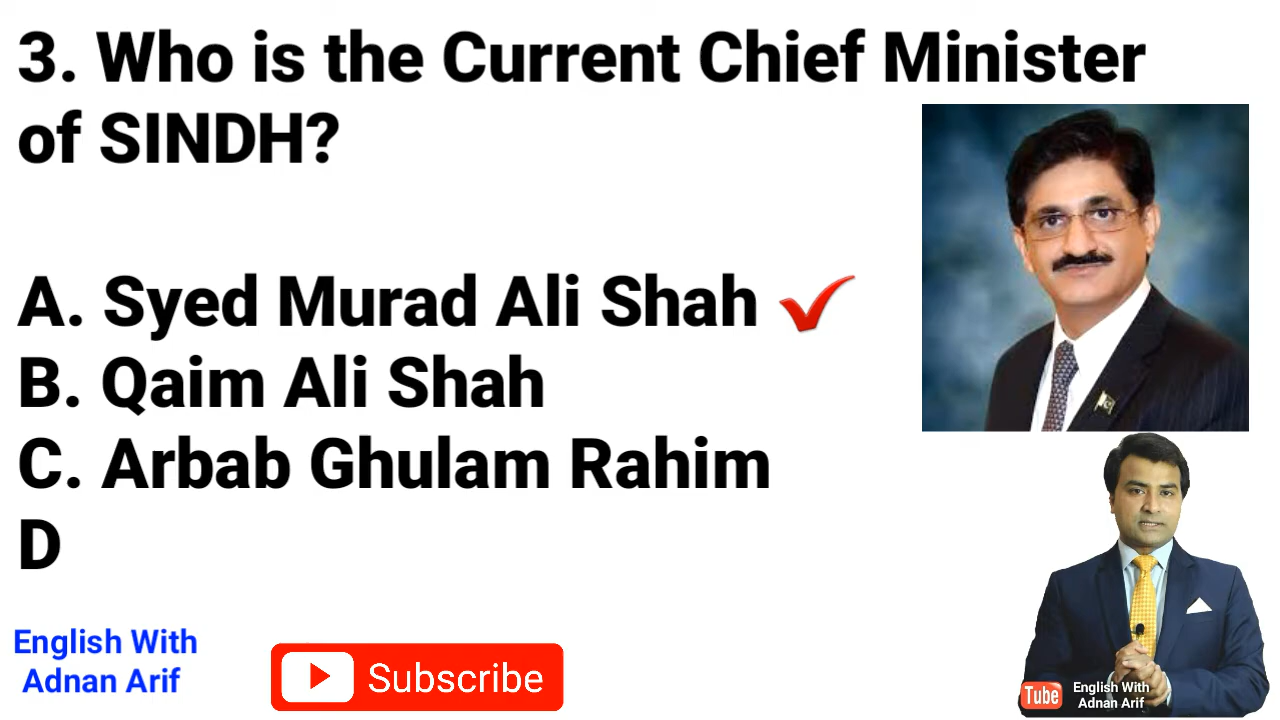 3. Who is the Current Chief Minister
of SINDH?
A. Syed Murad Ali Shah
B. Qaim Ali Shah
C. Arbab Ghulam Rahim
D
English With
Adnan Arif
Subscribe
Tube
English With
Adnan Arif